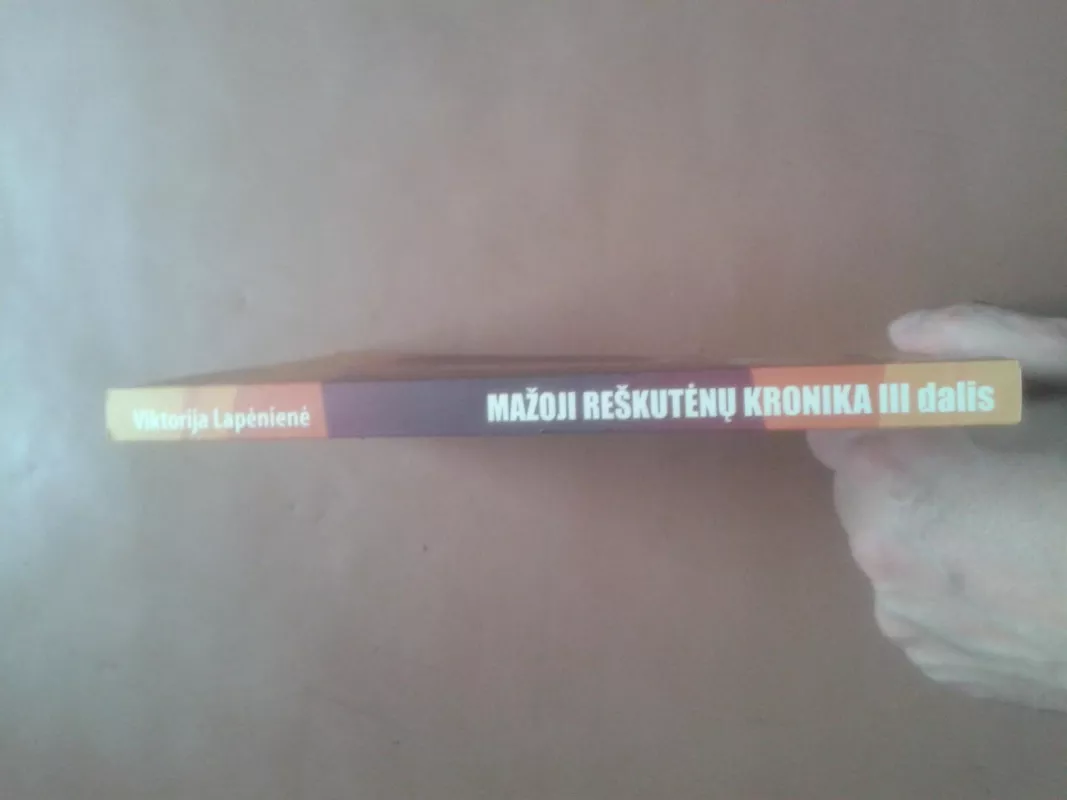 Viktorija Lapėnienė
MAŽOJI REŠKUTĖNŲ KRONIKA III dalis